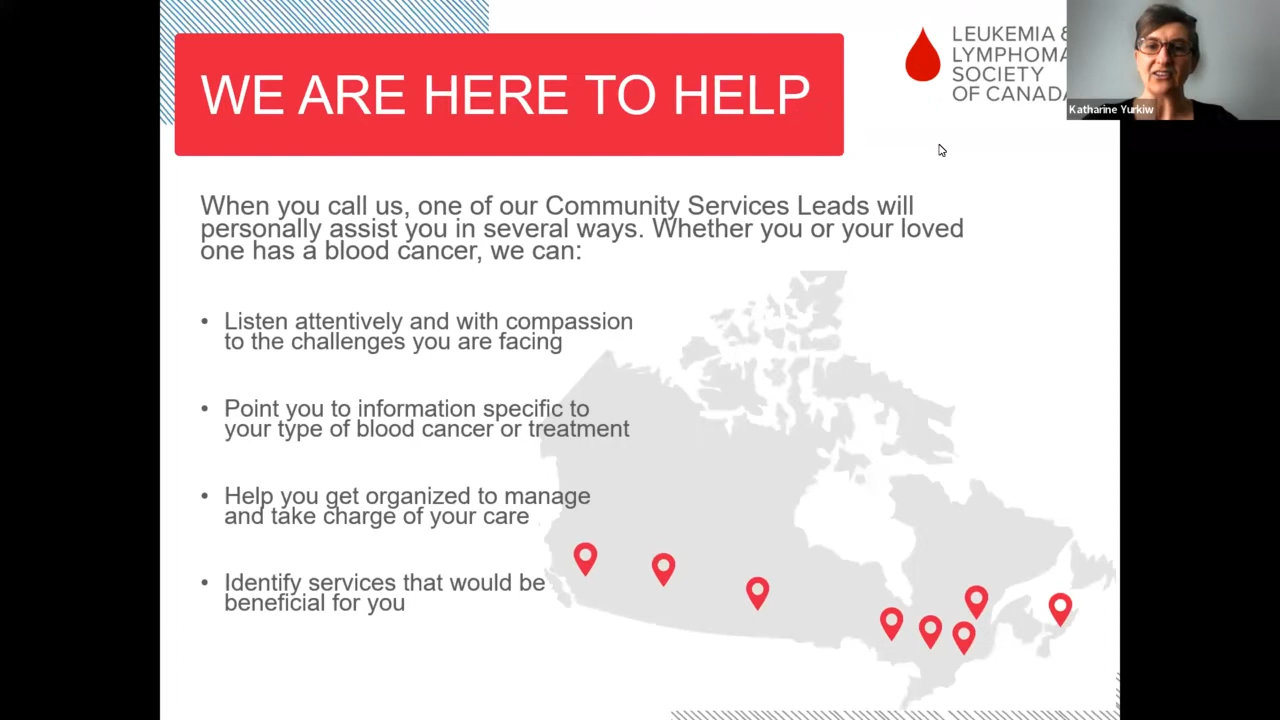 WE ARE HERE TO HELP
LEUKEMIA &
LYMPHOMA
SOCIETY
OF CANADA
Katharine Yurkiw
When you call us, one of our Community Services Leads will
personally assist you in several ways. Whether you or your loved
one has a blood cancer, we can:
• Listen attentively and with compassion
to the challenges you are facing
• Point you to information specific to
your type of blood cancer or treatment
• Help you get organized to manage
and take charge of your care
• Identify services that would be
beneficial for you